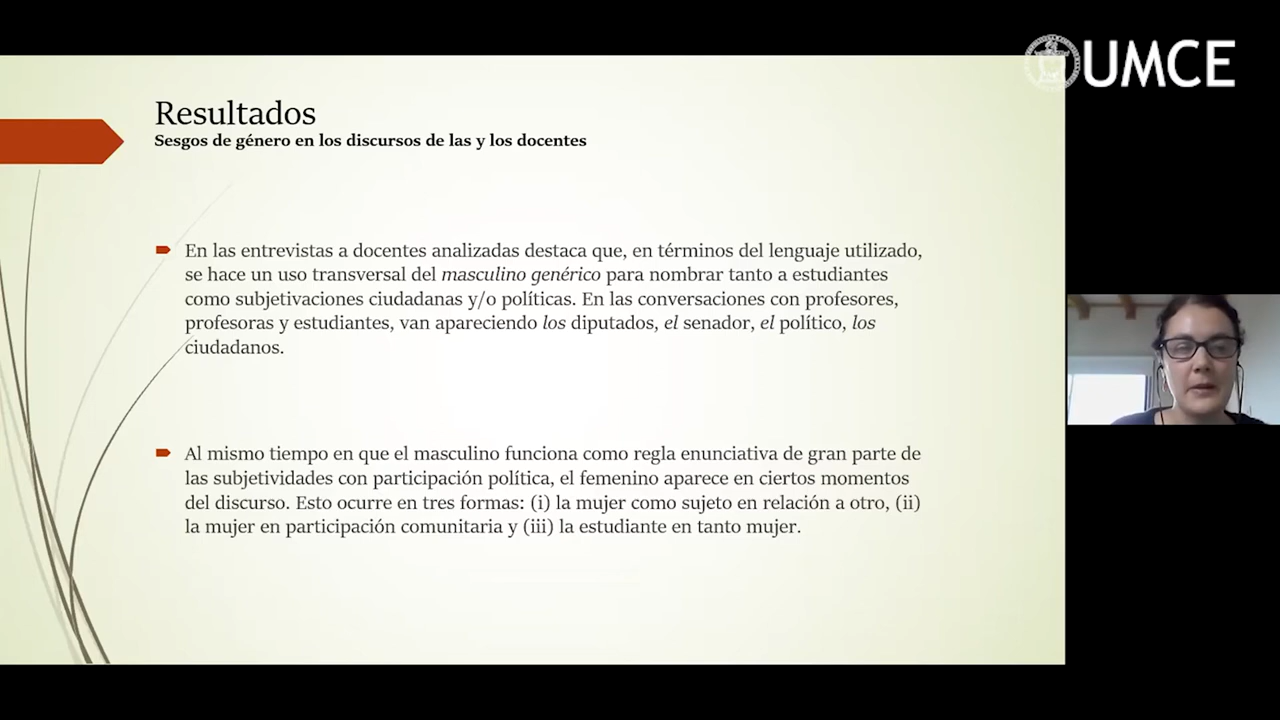 UMCE
Resultados
Sesgos de género en los discursos de las y los docentes
En las entrevistas a docentes analizadas destaca que, en términos del lenguaje utilizado,
se hace un uso transversal del masculino genérico para nombrar tanto a estudiantes
como subjetivaciones ciudadanas y/o políticas. En las conversaciones con profesores,
profesoras y estudiantes, van apareciendo los diputados, el senador, el político, los
ciudadanos.
Al mismo tiempo en que el masculino funciona como regla enunciativa de gran parte de
las subjetividades con participación política, el femenino aparece en ciertos momentos
del discurso. Esto ocurre en tres formas: (i) la mujer como sujeto en relación a otro, (ii)
la mujer en participación comunitaria y (iii) la estudiante en tanto mujer.